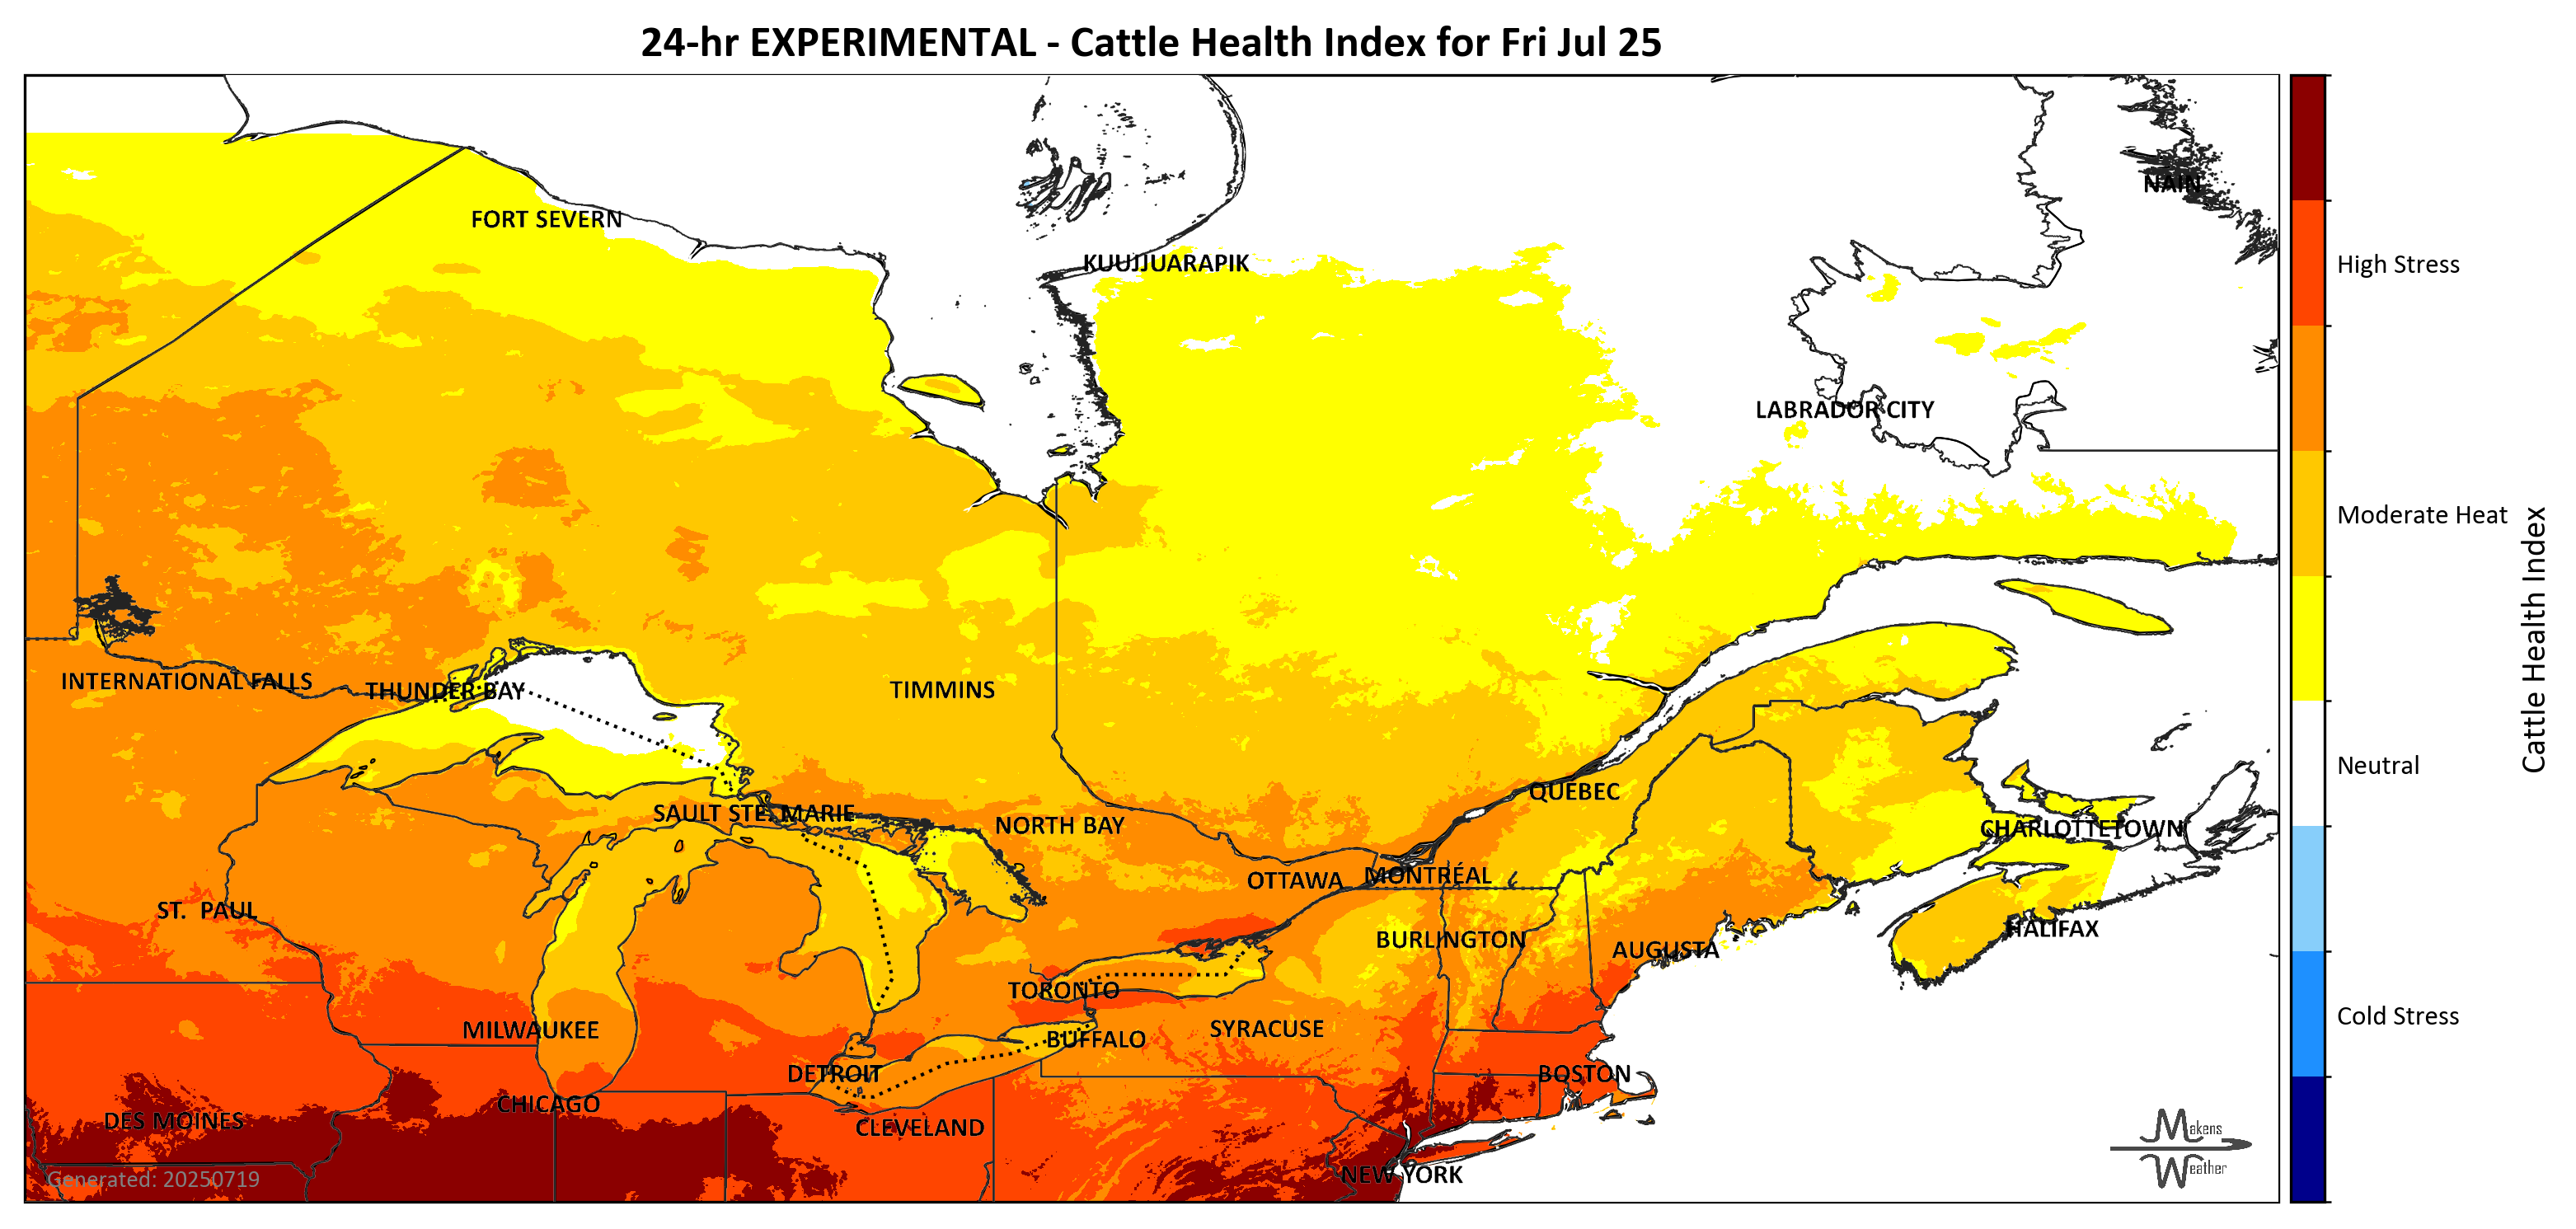 24-hr EXPERIMENTAL - Cattle Health Index for Fri Jul 25
NAIN
FORT SEVERN
KUUJJUARAPIK
High Stress
LABRADOR CITY
Moderate Heat
Cattle Health Index
INTERNATIONAL FALLS
THUNDER BAY
TIMMINS
Neutral
QUEBEC
SAULT STE. MARIE
NORTH BAY
CHARLOTTETOWN
OTTAWA
MONTRÉAL
ST. PAUL
HALIFAX
BURLINGTON
AUGUSTA
TORONTO
Cold Stress
MILWAUKEE
SYRACUSE
BUFFALO
DETROIT
BOSTON
CHICAGO
DES MOINES
CLEVELAND
Makens
Weather
NEW YORK
Generated: 20250719